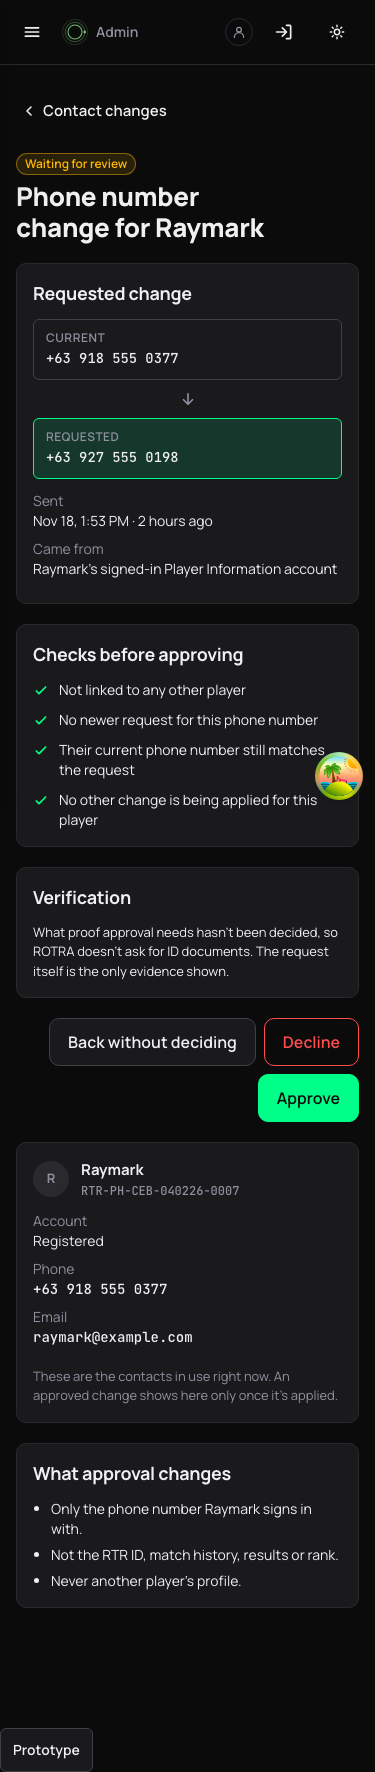 Admin
Contact changes
Waiting for review
Phone number
change for Raymark
Requested change
CURRENT
+63 918 555 0377
REQUESTED
+63 927 555 0198
Sent
Nov 18, 1:53 PM · 2 hours ago
Came from
Raymark's signed-in Player Information account
Checks before approving
Not linked to any other player
No newer request for this phone number
Their current phone number still matches
the request
No other change is being applied for this
player
Verification
What proof approval needs hasn't been decided, so
ROTRA doesn't ask for ID documents. The request
itself is the only evidence shown.
Back without deciding
Decline
Approve
R
Raymark
RTR-PH-CEB-040226-0007
Account
Registered
Phone
+63 918 555 0377
Email
raymark@example.com
These are the contacts in use right now. An
approved change shows here only once it's applied.
What approval changes
Only the phone number Raymark signs in
with.
Not the RTR ID, match history, results or rank.
Never another player's profile.
Prototype